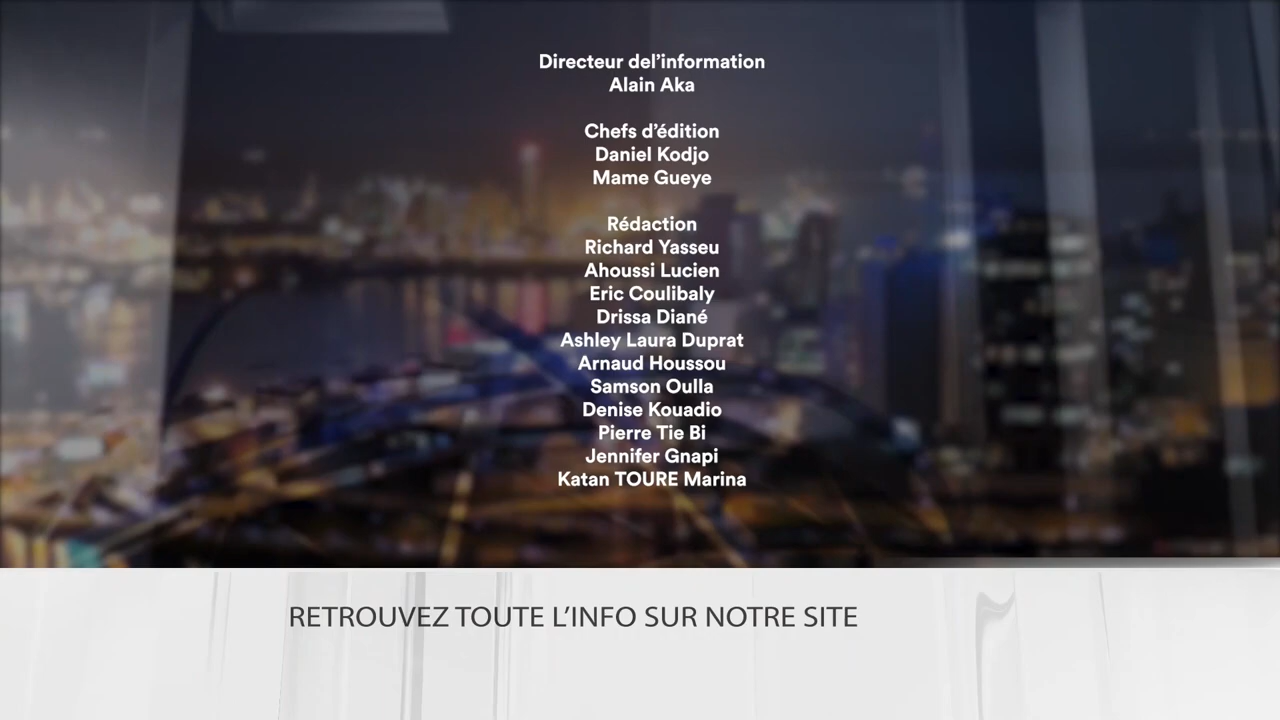 Directeur del’information
Alain Aka
Chefs d’édition
Daniel Kodjo
Mame Gueye
Rédaction
Richard Yasseu
Ahoussi Lucien
Eric Coulibaly
Drissa Diané
Ashley Laura Duprat
Arnaud Houssou
Samson Oulla
Denise Kouadio
Pierre Tie Bi
Jennifer Gnapi
Katan TOURE Marina
RETROUVEZ TOUTE L’INFO SUR NOTRE SITE